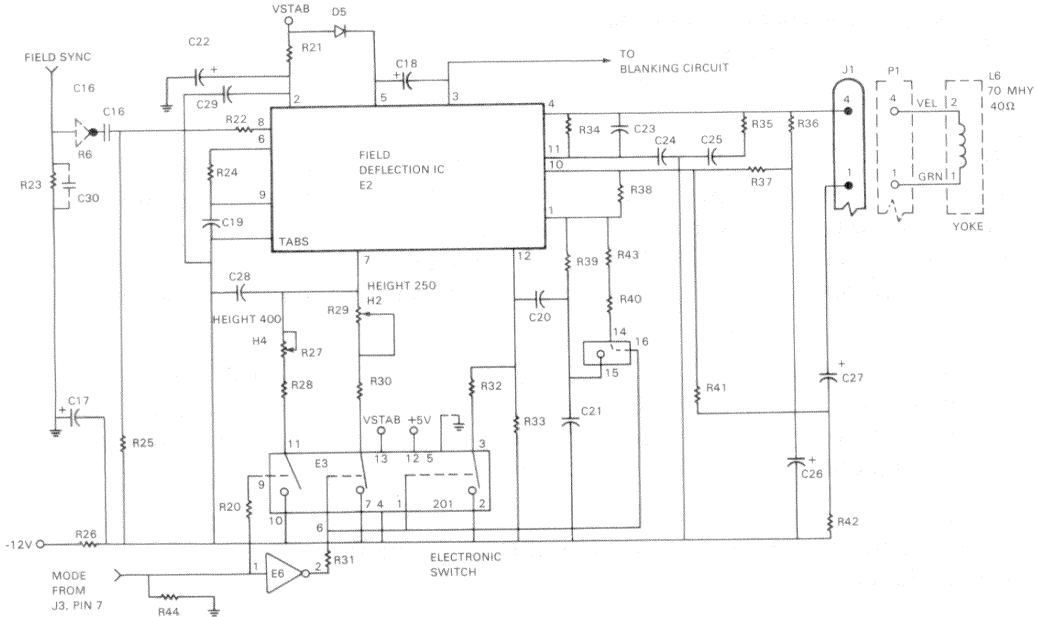 VSTAB
D5
R21
C22
+
FIELD SYNC
C16
C16
C29
2
C18
+
5
3
TO
BLANKING CIRCUIT
J1
P1
L6
70 MHY
40Ω
4
4
VEL
2
1
1
GRN
1
YOKE
R6
R22
8
6
R23
C30
R24
9
C19
TABS
FIELD
DEFLECTION IC
E2
4
11
10
1
12
7
R34
C23
C24
C25
R35
R36
R37
R38
R39
R43
R40
C28
HEIGHT 250
H2
R29
HEIGHT 400
H4
R27
R28
R30
C20
14
16
15
R32
R33
C21
R41
+
C27
+
C26
R42
+
C17
R25
VSTAB
+5V
11
E3
13
12
5
3
9
R20
10
7
4
1
201
2
6
R26
-12V
R31
ELECTRONIC
SWITCH
MODE
FROM
J3, PIN 7
1
E6
2
R44